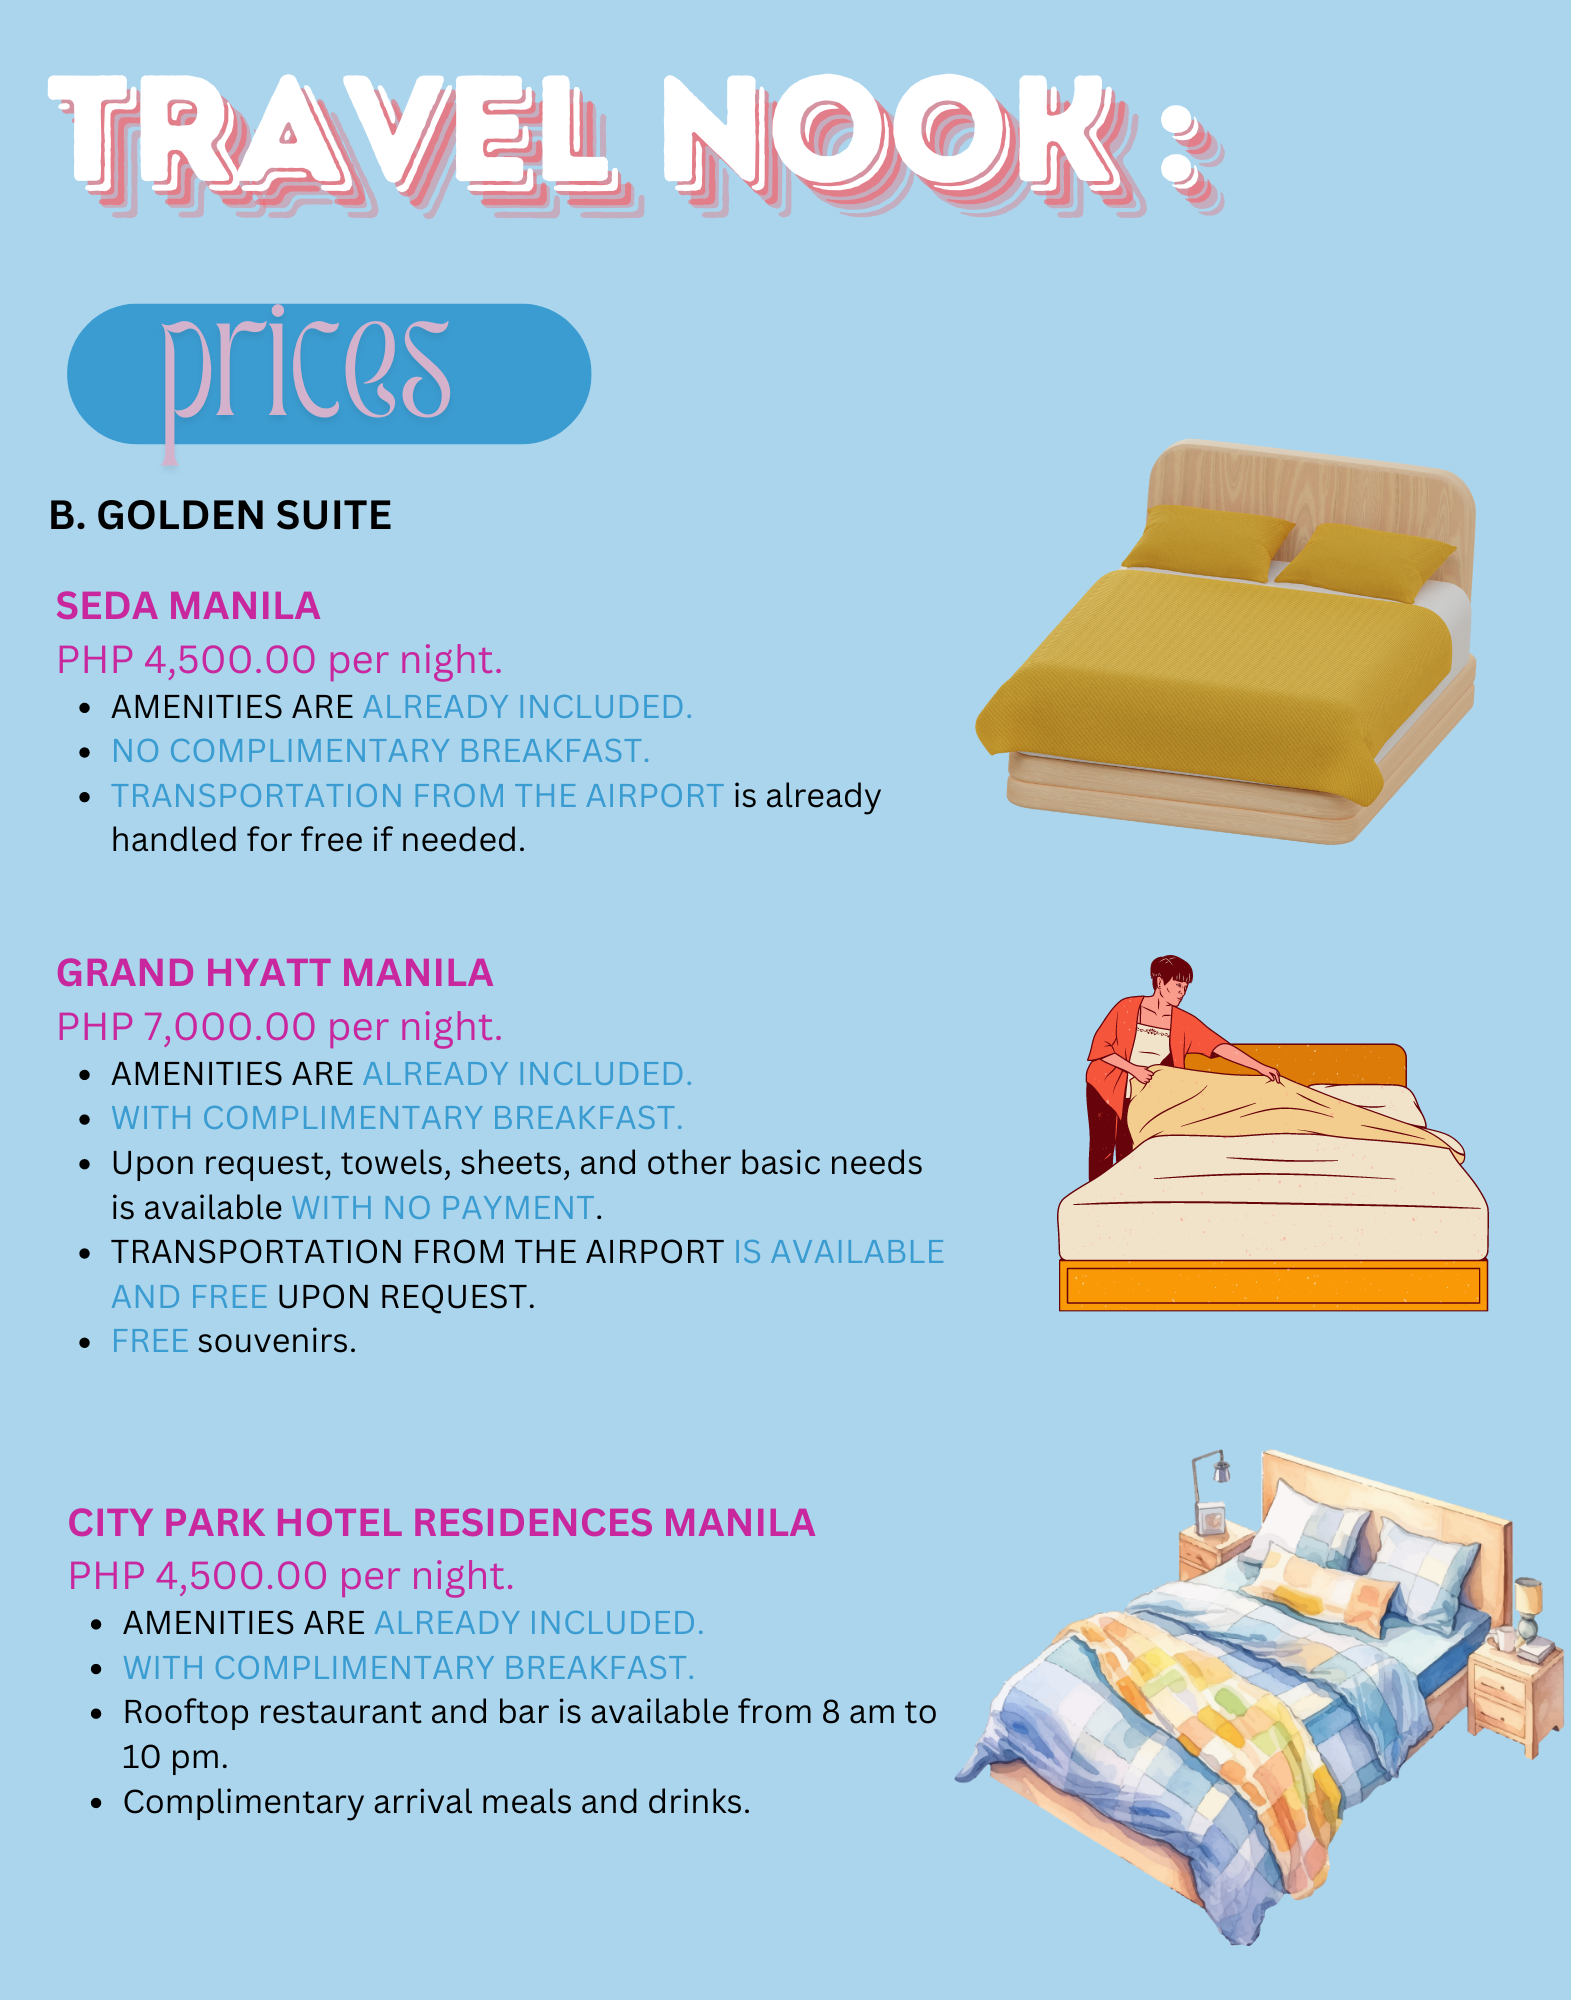 TRAVEL NOOK :
prices
B. GOLDEN SUITE
SEDA MANILA
PHP 4,500.00 per night.
• AMENITIES ARE ALREADY INCLUDED.
• NO COMPLIMENTARY BREAKFAST.
• TRANSPORTATION FROM THE AIRPORT is already
handled for free if needed.
GRAND HYATT MANILA
PHP 7,000.00 per night.
• AMENITIES ARE ALREADY INCLUDED.
• WITH COMPLIMENTARY BREAKFAST.
• Upon request, towels, sheets, and other basic needs
is available WITH NO PAYMENT.
• TRANSPORTATION FROM THE AIRPORT IS AVAILABLE
AND FREE UPON REQUEST.
• FREE souvenirs.
CITY PARK HOTEL RESIDENCES MANILA
PHP 4,500.00 per night.
• AMENITIES ARE ALREADY INCLUDED.
• WITH COMPLIMENTARY BREAKFAST.
• Rooftop restaurant and bar is available from 8 am to
10 pm.
• Complimentary arrival meals and drinks.